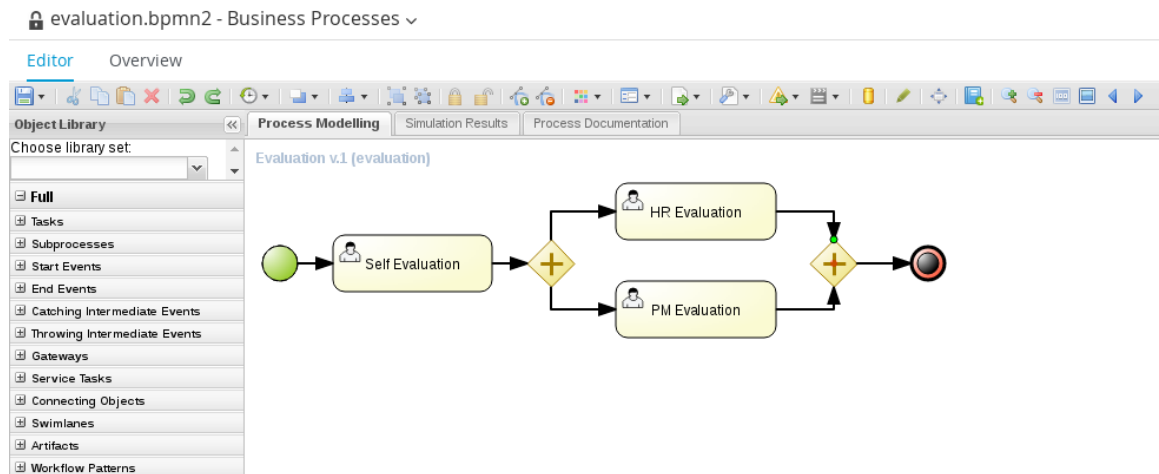 evaluation.bpmn2 - Business Processes
Editor Overview
Object Library
Process Modelling Simulation Results Process Documentation
Choose library set:
Evaluation v.1 (evaluation)
Full
Tasks
Subprocesses
Start Events
End Events
Catching Intermediate Events
Throwing Intermediate Events
Gateways
Service Tasks
Connecting Objects
Swimlanes
Artifacts
Workflow Patterns
HR Evaluation
Self Evaluation
PM Evaluation